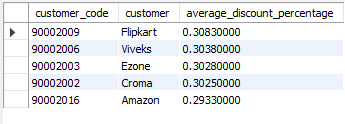 customer_code customer average_discount_percentage
90002009 Flipkart 0.30830000
90002006 Viveks 0.30380000
90002003 Ezone 0.30280000
90002002 Croma 0.30250000
90002016 Amazon 0.29330000